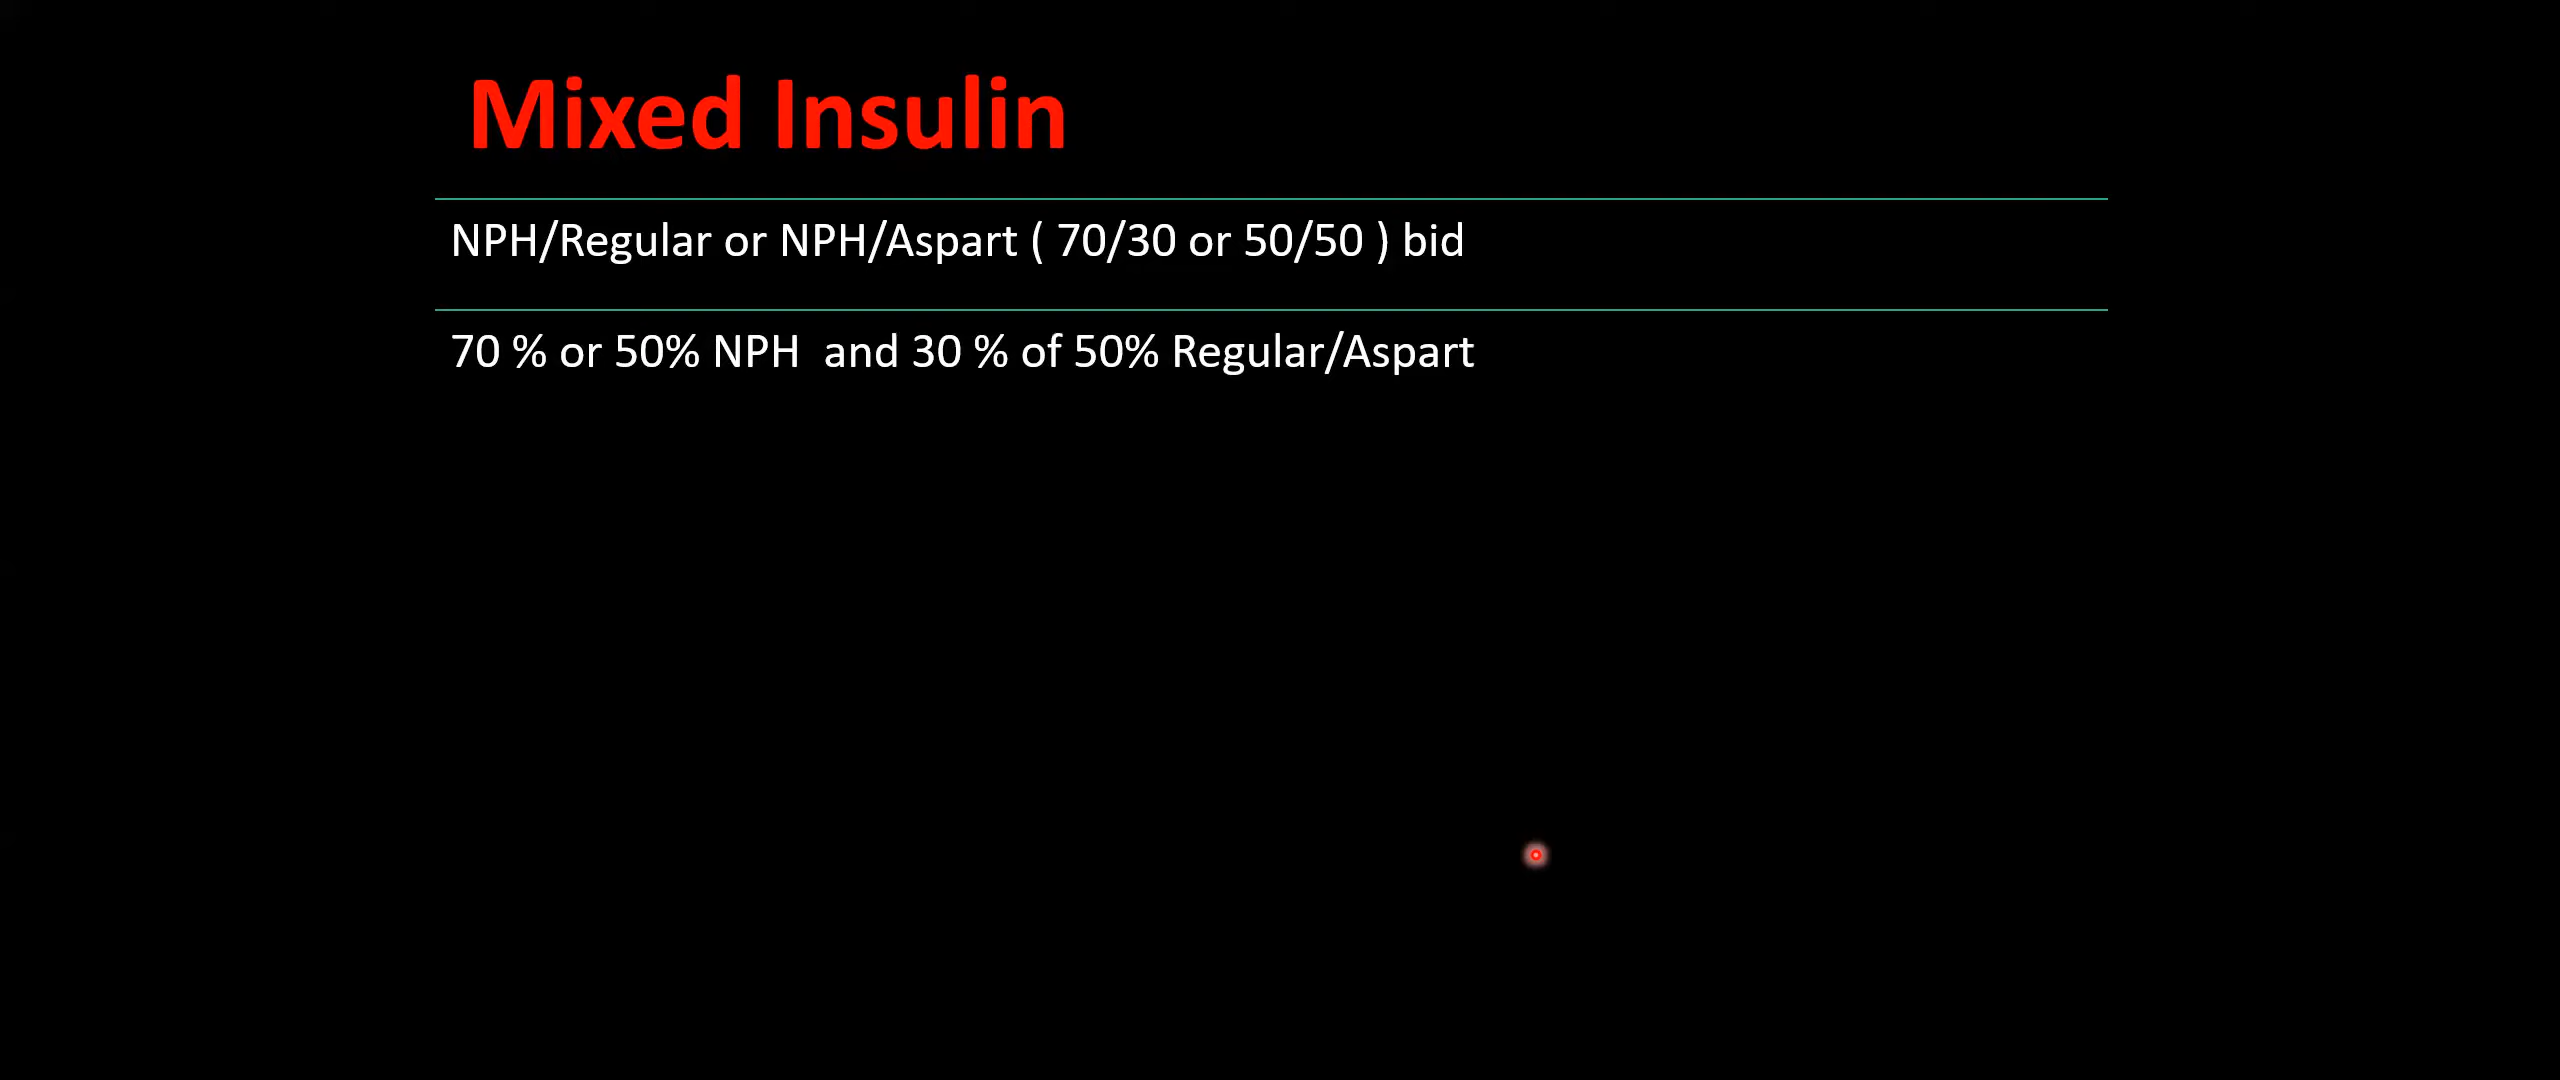 Mixed Insulin
NPH/Regular or NPH/Aspart ( 70/30 or 50/50 ) bid
70 % or 50% NPH  and 30 % of 50% Regular/Aspart